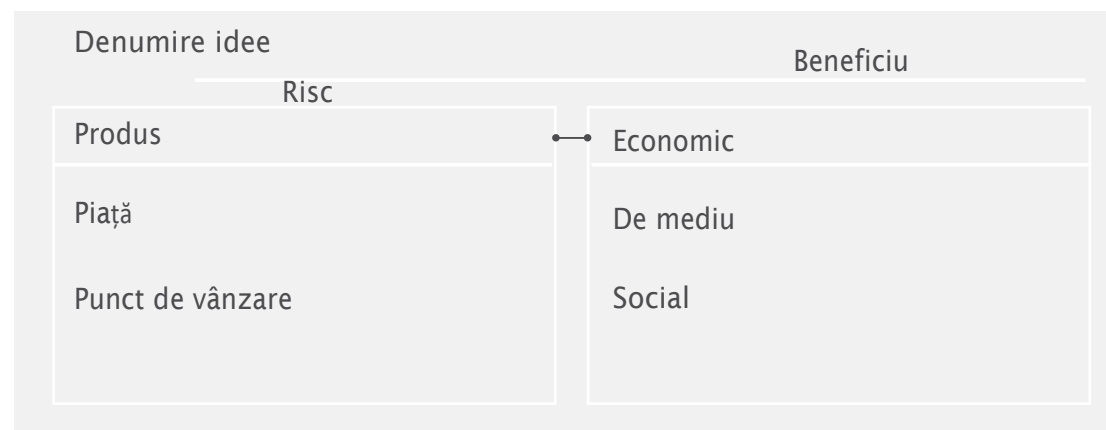 Denumire idee
Beneficiu
Risc
Produs
Economic
Piață
De mediu
Punct de vânzare
Social